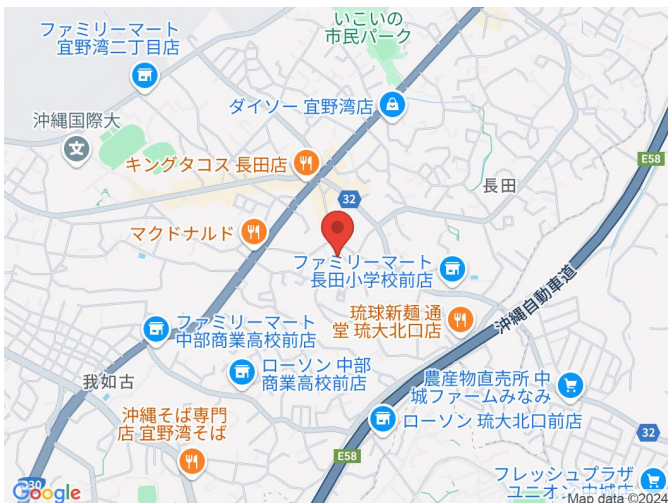 いこいの
市民パーク
ファミリーマート
宜野湾二丁目店
ダイソー 宜野湾店
沖縄国際大
文
E58
キングタコス 長田店
長田
32
マクドナルド
ファミリーマート
長田小学校前店
琉球新麺 通
堂 琉大北口店
沖縄自動車道
ファミリーマート
中部商業高校前店
ローソン 中部
商業高校前店
我如古
農産物直売所 中
城ファームみなみ
沖縄そば専門
店 宜野湾そば
ローソン 琉大北口前店
32
E58
フレッシュプラザ
ユニオン 中城店
Google
Map data ©2024